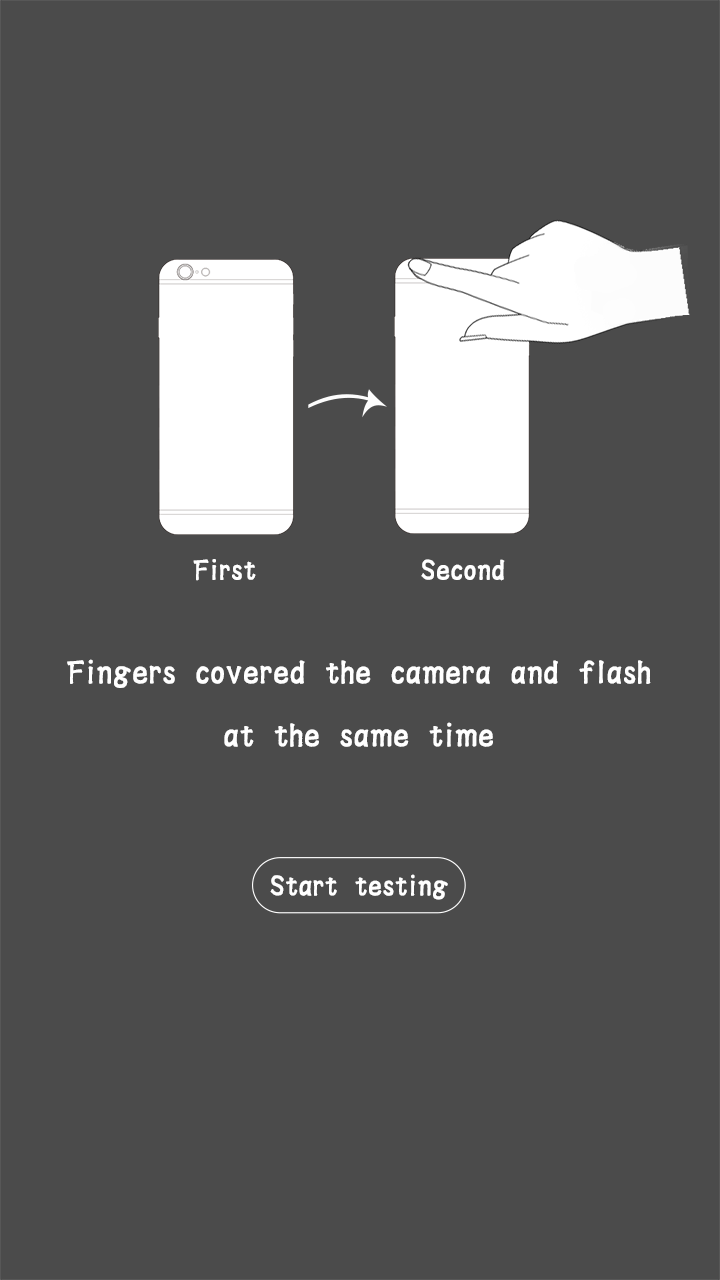 First
Second
Fingers covered the camera and flash
at the same time
Start testing